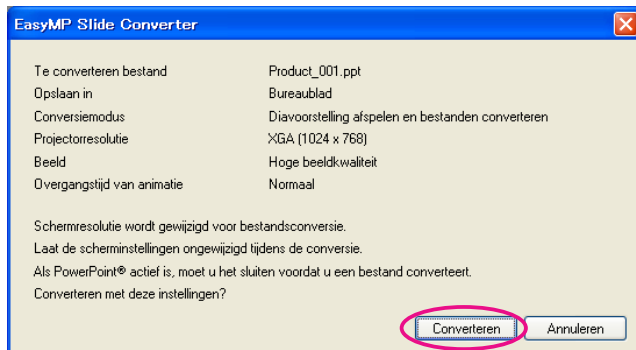 EasyMP Slide Converter
Te converteren bestand Product_001.ppt
Opslaan in Bureaublad
Conversiemodus Diavoorstelling afspelen en bestanden converteren
Projectorresolutie XGA (1024 x 768)
Beeld Hoge beeldkwaliteit
Overgangstijd van animatie Normaal
Schermresolutie wordt gewijzigd voor bestandsconversie.
Laat de scherminstellingen ongewijzigd tijdens de conversie.
Als PowerPoint® actief is, moet u het sluiten voordat u een bestand converteert.
Converteren met deze instellingen?
Converteren Annuleren